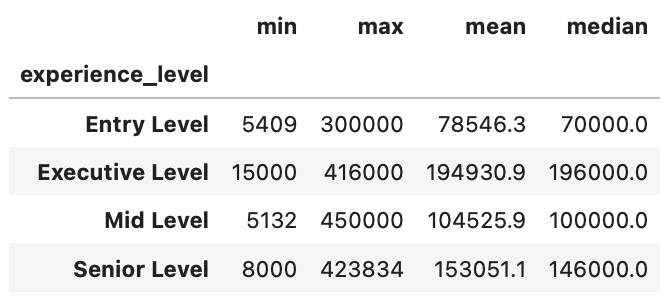 min max mean median
experience_level
Entry Level 5409 300000 78546.3 70000.0
Executive Level 15000 416000 194930.9 196000.0
Mid Level 5132 450000 104525.9 100000.0
Senior Level 8000 423834 153051.1 146000.0